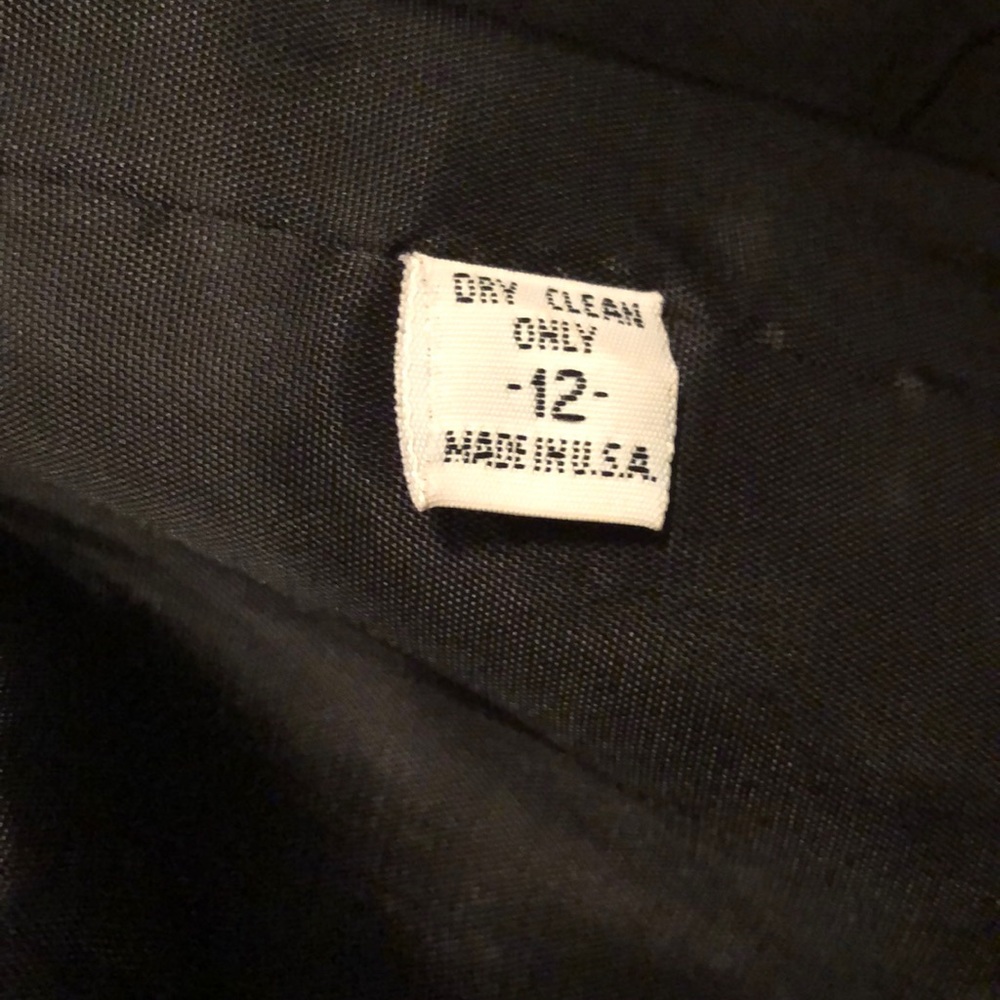 DRY CLEAN
ONLY
-12-
MADE IN U.S.A.